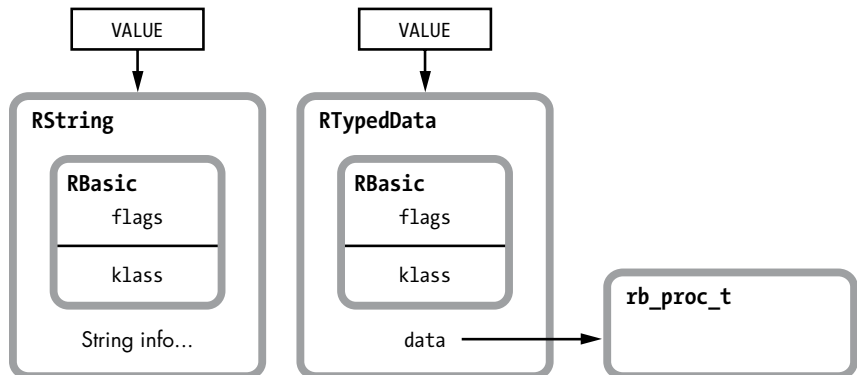 VALUE
RString
RBasic
flags
klass
String info...
VALUE
RTypedData
RBasic
flags
klass
data
rb_proc_t